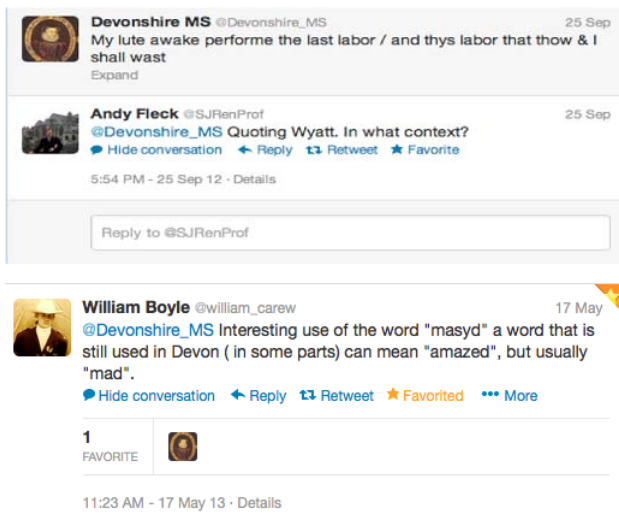 Devonshire MS @Devonshire_MS 25 Sep
My lute awake performe the last labor / and thys labor that thow & I
shall wast
Expand
Andy Fleck @SJRenProf 25 Sep
@Devonshire_MS Quoting Wyatt. In what context?
Hide conversation Reply Retweet Favorite
5:54 PM - 25 Sep 12 · Details
Reply to @SJRenProf
William Boyle @william_carew 17 May
@Devonshire_MS Interesting use of the word "masyd" a word that is
still used in Devon ( in some parts) can mean "amazed", but usually
"mad".
Hide conversation Reply Retweet Favorited More
1
FAVORITE
11:23 AM - 17 May 13 · Details